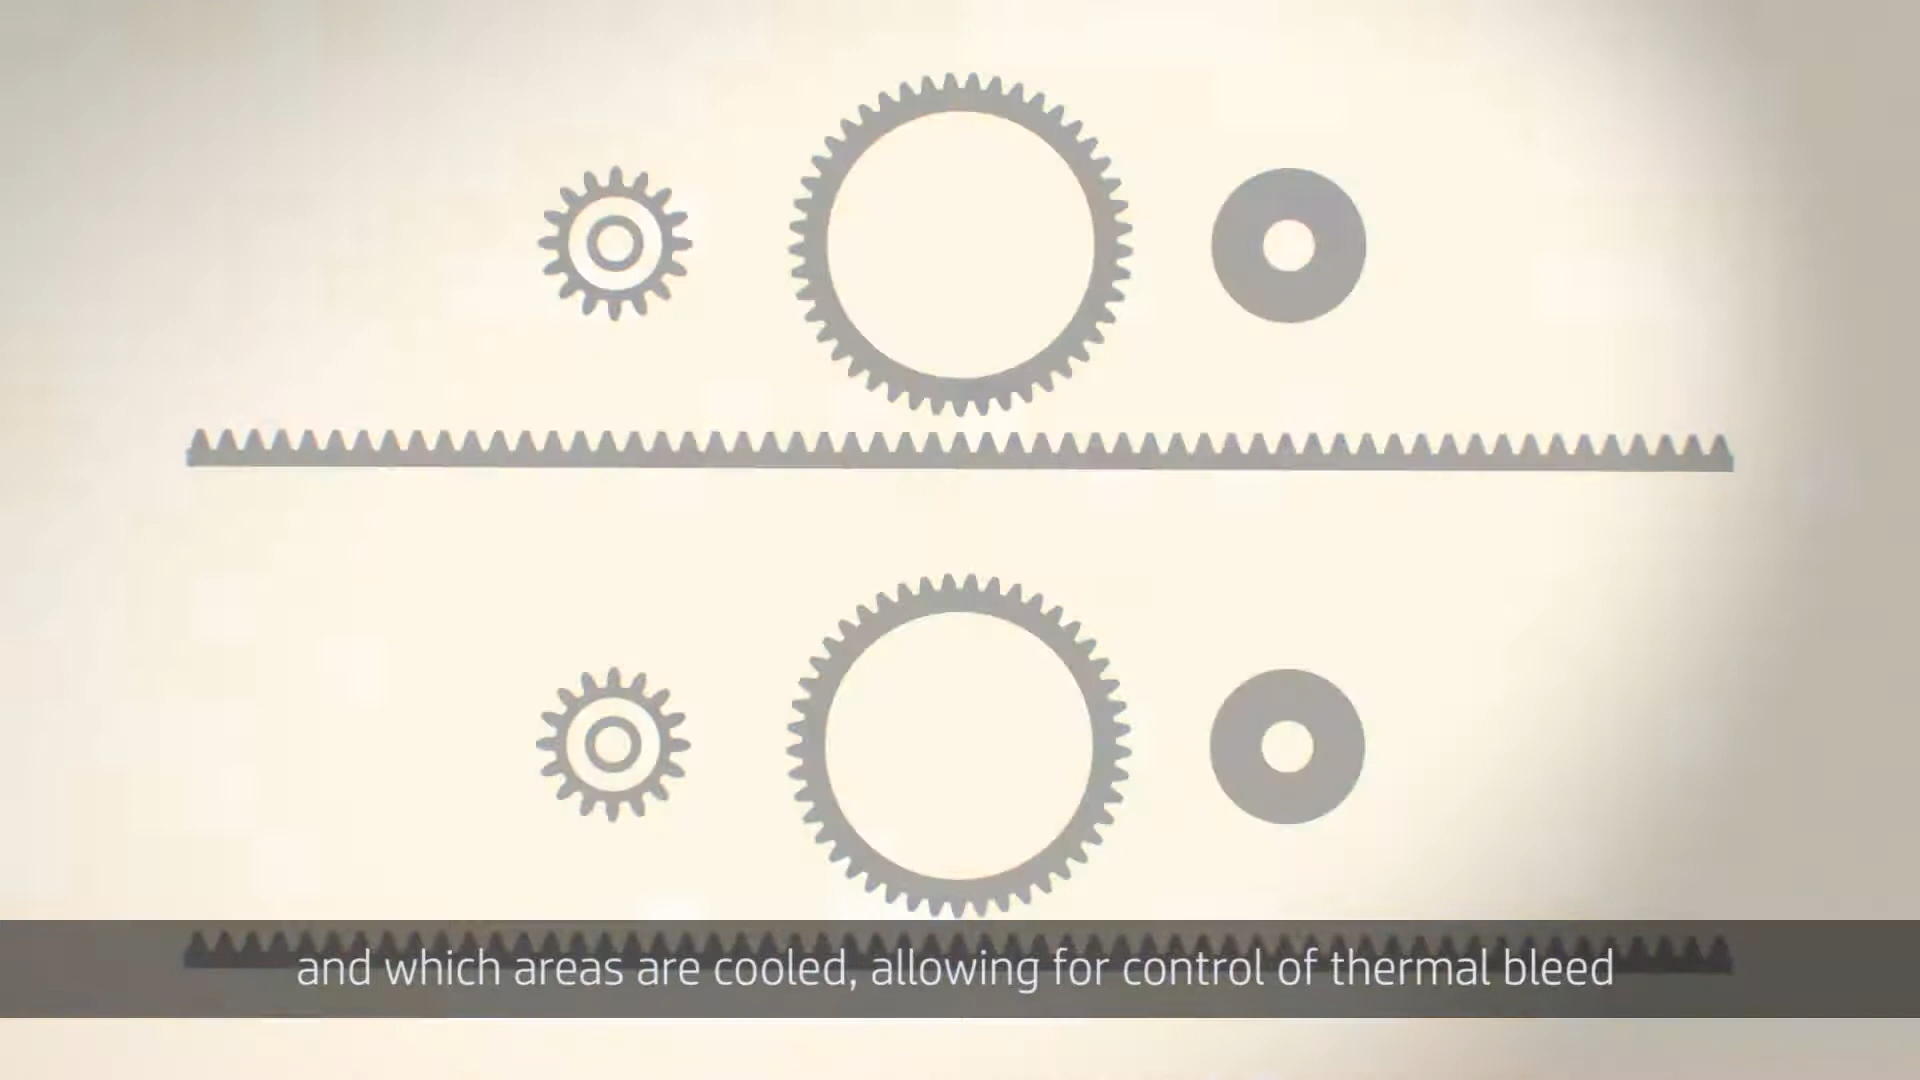 and which areas are cooled, allowing for control of thermal bleed